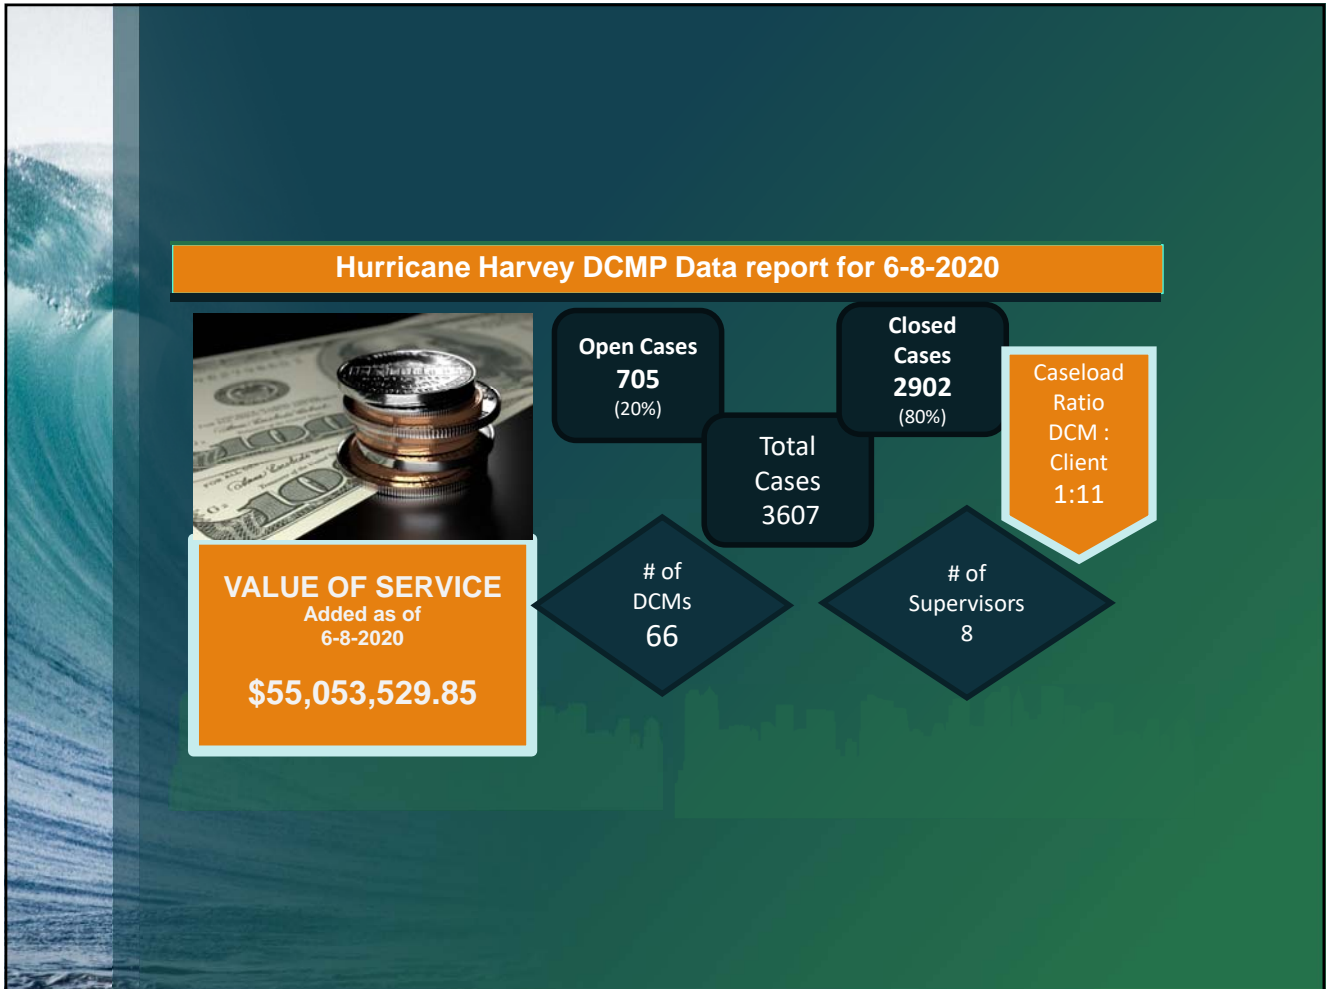 Hurricane Harvey DCMP Data report for 6-8-2020
Open Cases
705
(20%)
Closed
Cases
2902
(80%)
Caseload
Ratio
DCM :
Client
1:11
Total
Cases
3607
VALUE OF SERVICE
Added as of
6-8-2020
$55,053,529.85
# of
DCMs
66
# of
Supervisors
8
100
100